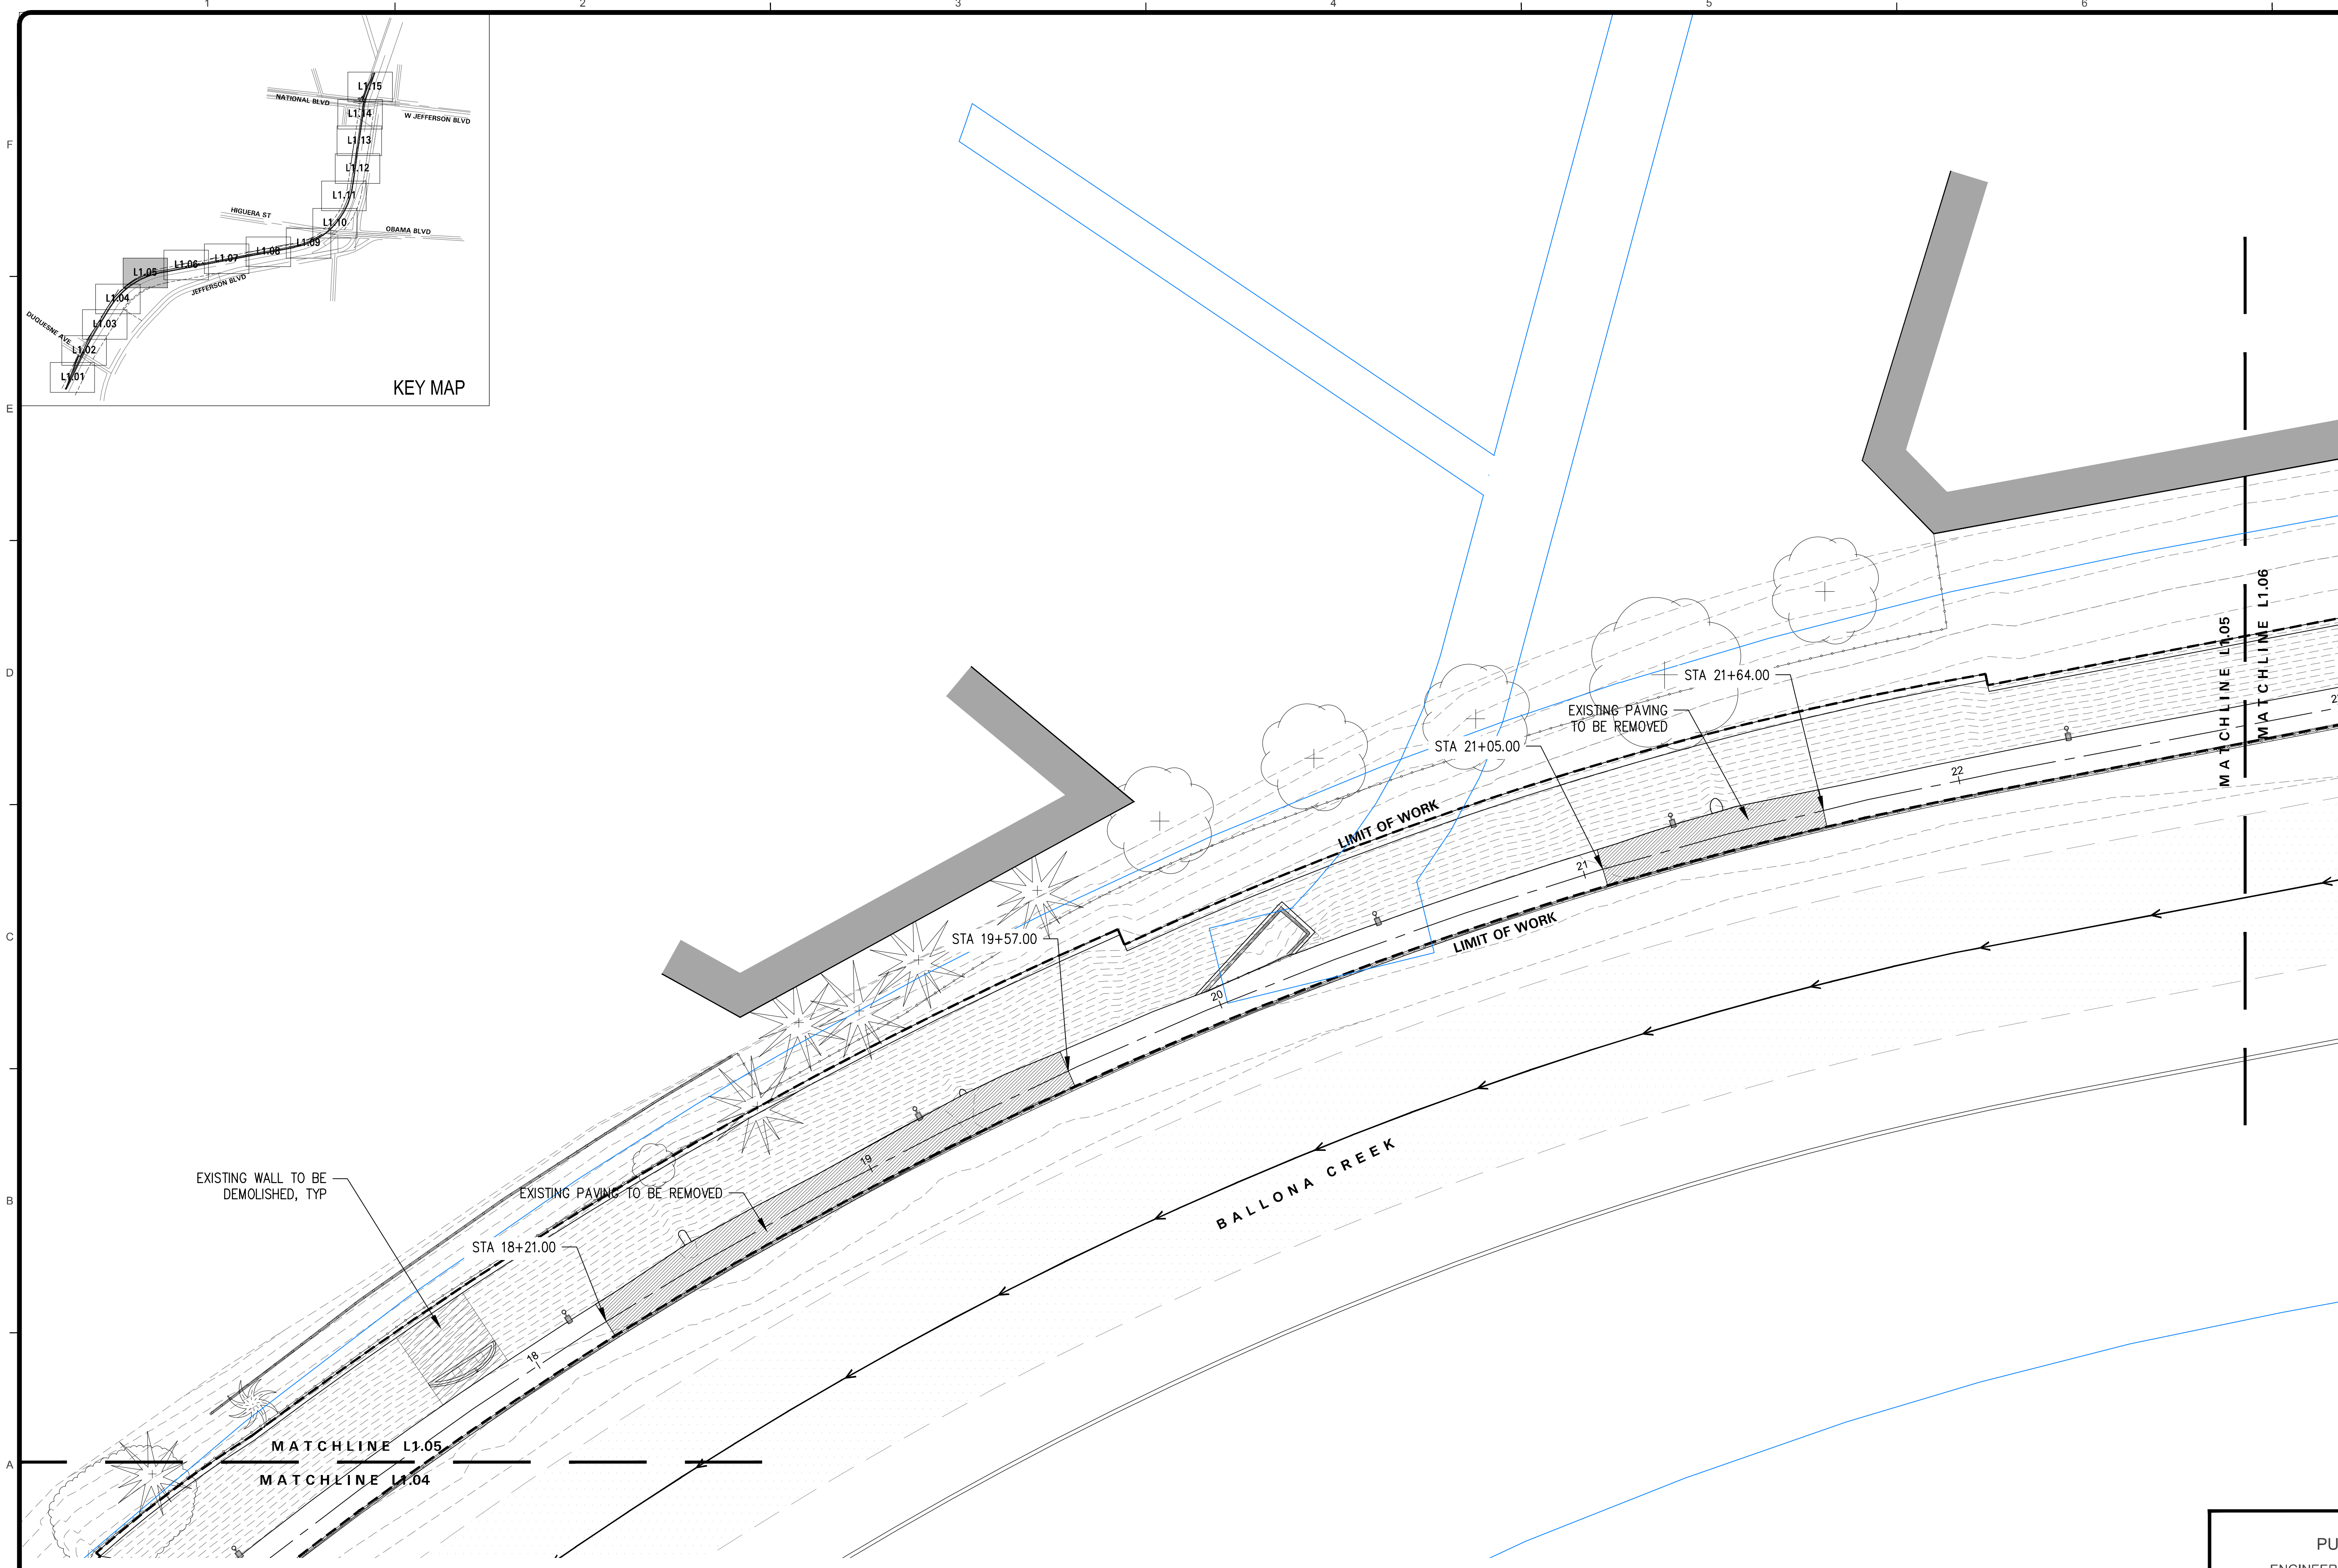 1
2
3
4
5
6
F
E
D
C
B
A
L1.15
NATIONAL BLVD
L1.14
W JEFFERSON BLVD
L1.13
L1.12
L1.11
HIGUERA ST
L1.10
OBAMA BLVD
L1.09
L1.08
L1.07
L1.06
L1.05
JEFFERSON BLVD
L1.04
DUQUESNE AVE
L1.03
L1.02
L1.01
KEY MAP
MATCHLINE L1.05
MATCHLINE L1.06
STA 21+64.00
EXISTING PAVING
TO BE REMOVED
STA 21+05.00
22
LIMIT OF WORK
21
LIMIT OF WORK
STA 19+57.00
20
19
EXISTING WALL TO BE
DEMOLISHED, TYP
EXISTING PAVING TO BE REMOVED
BALLONA CREEK
STA 18+21.00
18
MATCHLINE L1.05
MATCHLINE L1.04
PU